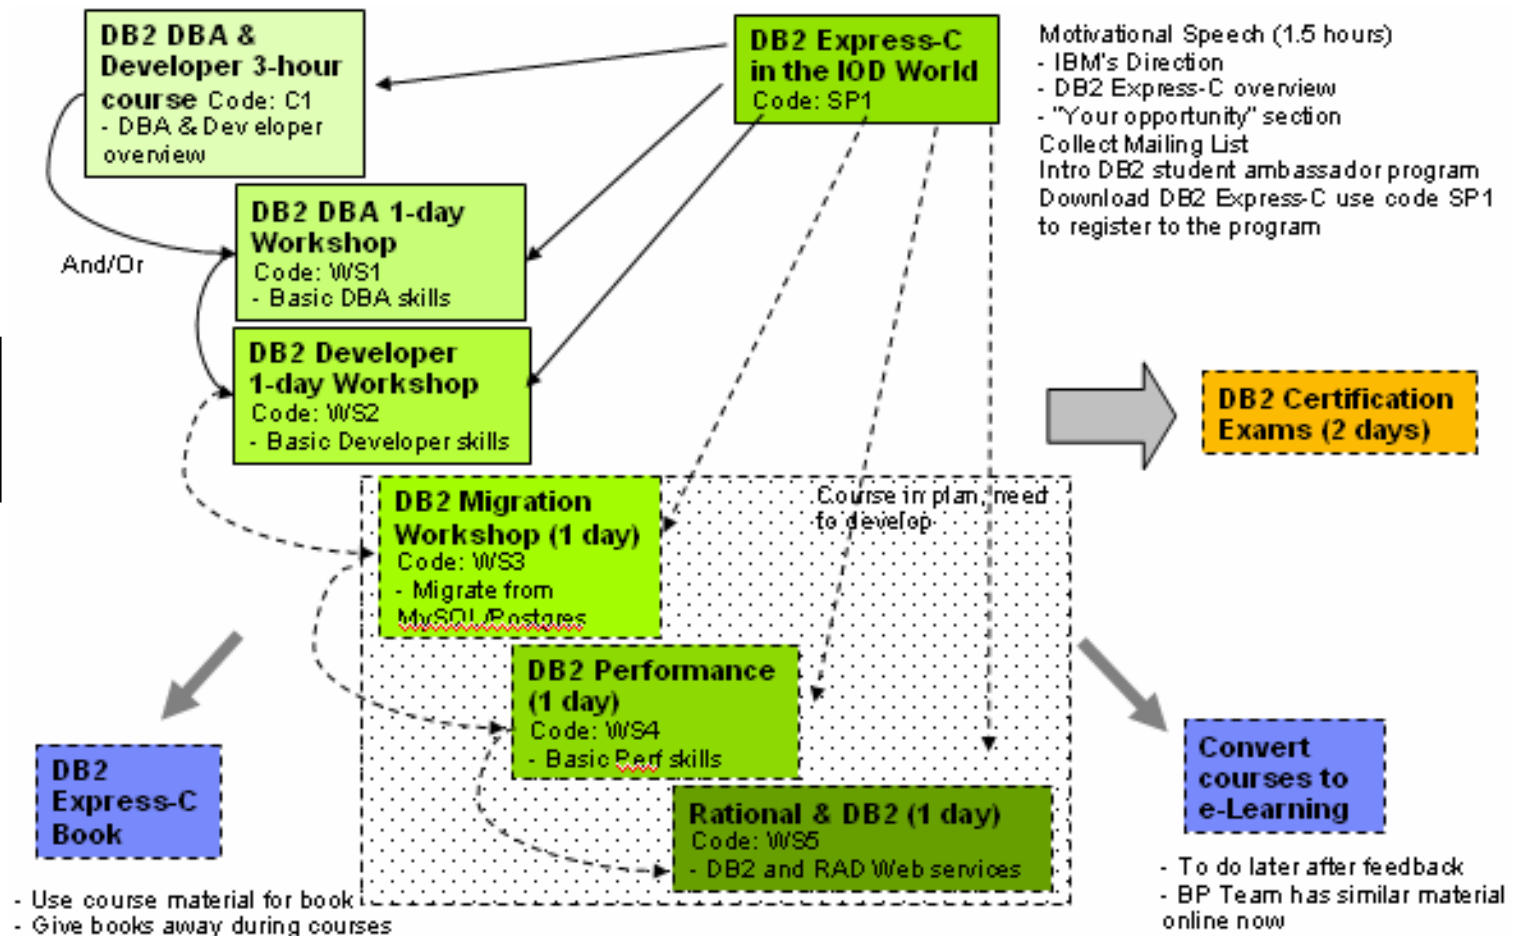 DB2 DBA &
Developer 3-hour
course Code: C1
- DBA & Developer
overview
DB2 Express-C
in the IOD World
Code: SP1
Motivational Speech (1.5 hours)
- IBM's Direction
- DB2 Express-C overview
- "Your opportunity" section
Collect Mailing List
Intro DB2 student ambassador program
Download DB2 Express-C use code SP1
to register to the program
DB2 DBA 1-day
Workshop
Code: WS1
- Basic DBA skills
And/Or
DB2 Developer
1-day Workshop
Code: WS2
- Basic Developer skills
DB2 Certification
Exams (2 days)
Course in plan, need
to develop
DB2 Migration
Workshop (1 day)
Code: WS3
- Migrate from
MySQL/Postgres
DB2 Performance
(1 day)
Code: WS4
- Basic Perf skills
Rational & DB2 (1 day)
Code: WS5
- DB2 and RAD Web services
DB2
Express-C
Book
- Use course material for book
- Give books away during courses
Convert
courses to
e-Learning
- To do later after feedback
- BP Team has similar material
online now